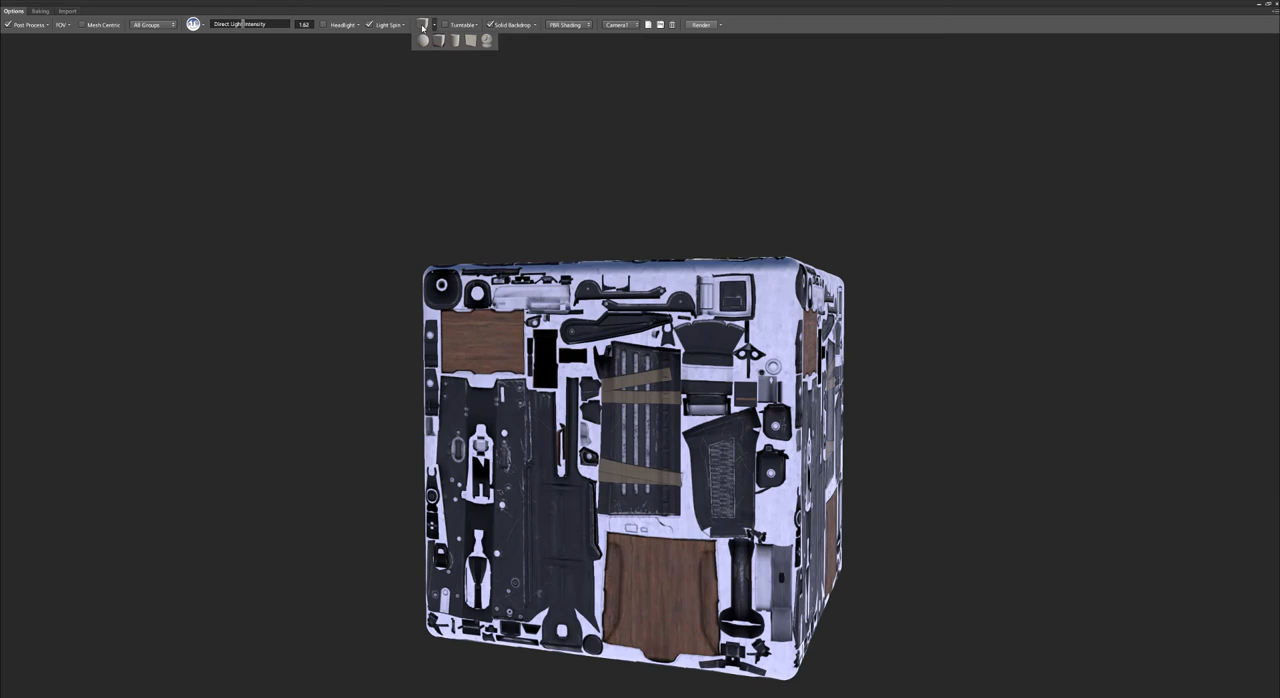 Options Baking Import
Post Process POV Mesh Centric All Groups Direct Light Intensity 1.62 Headlight Light Spin Turntable Solid Backdrop PBR Shading Camera1 Render